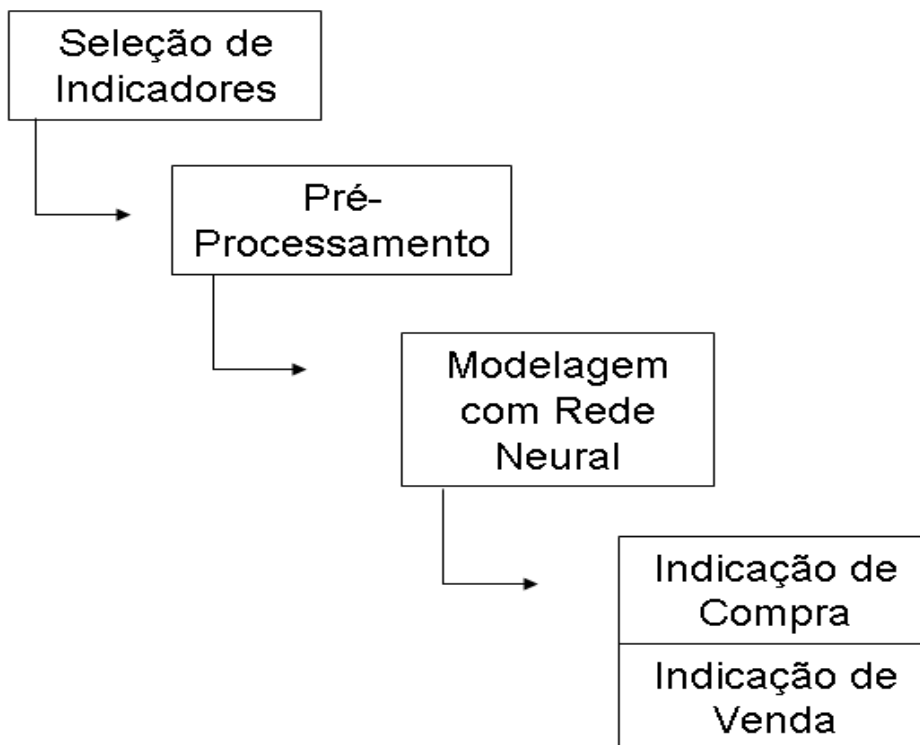 Seleção de
Indicadores
Pré-
Processamento
Modelagem
com Rede
Neural
Indicação de
Compra
Indicação de
Venda